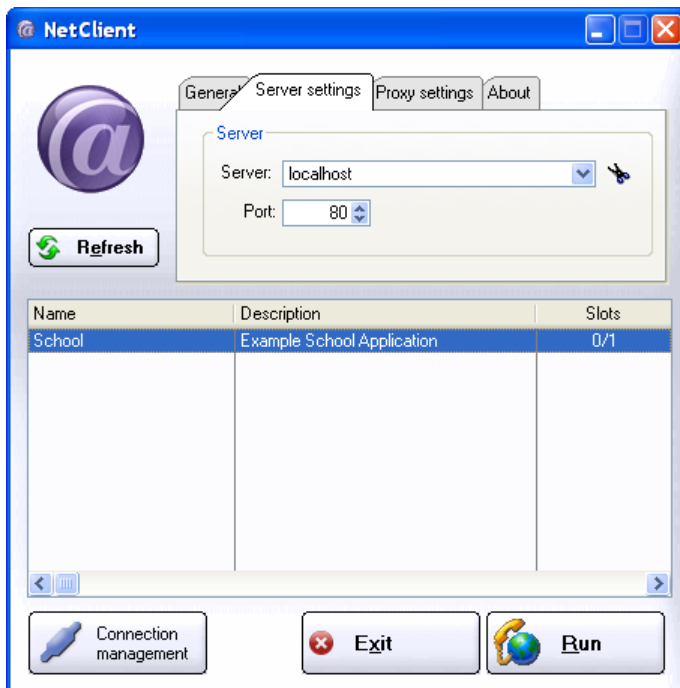 NetClient
General Server settings Proxy settings About
Server
Server: localhost
Port: 80
Refresh
Name Description Slots
School Example School Application 0/1
Connection
management
Exit
Run